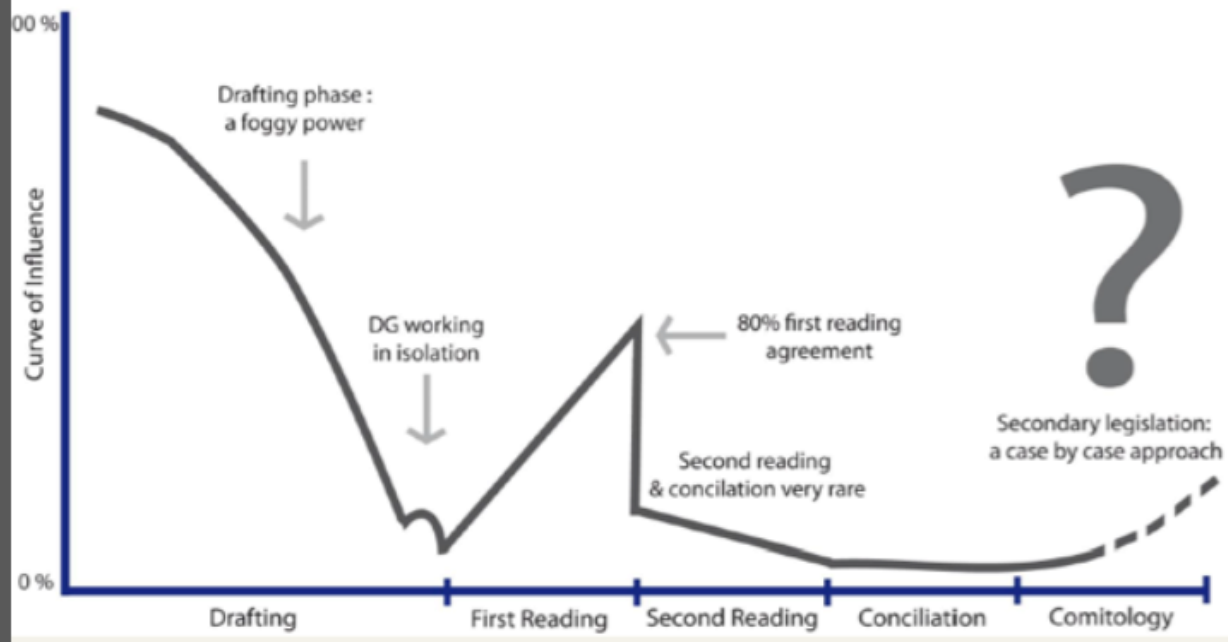 00 %
Drafting phase :
a foggy power
Curve of Influence
DG working
in isolation
80% first reading
agreement
?
Secondary legislation:
a case by case approach
Second reading
& concilation very rare
0 %
Drafting
First Reading
Second Reading
Conciliation
Comitology